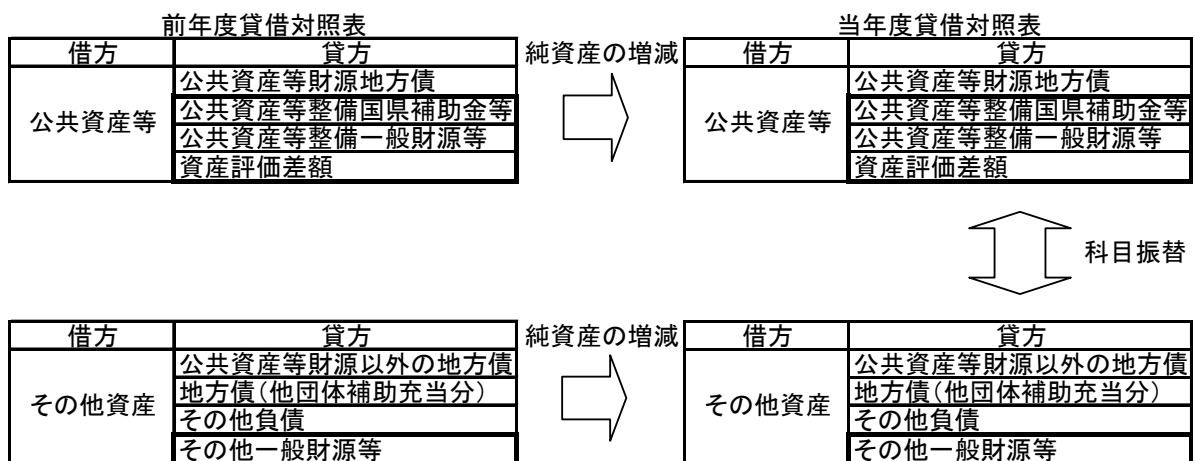 前年度貸借対照表
当年度貸借対照表
借方 貸方
純資産の増減
借方 貸方
公共資産等
公共資産等財源地方債
公共資産等整備国県補助金等
公共資産等整備一般財源等
資産評価差額
公共資産等
公共資産等財源地方債
公共資産等整備国県補助金等
公共資産等整備一般財源等
資産評価差額
科目振替
借方 貸方
純資産の増減
借方 貸方
その他資産
公共資産等財源以外の地方債
地方債(他団体補助充当分)
その他負債
その他一般財源等
その他資産
公共資産等財源以外の地方債
地方債(他団体補助充当分)
その他負債
その他一般財源等